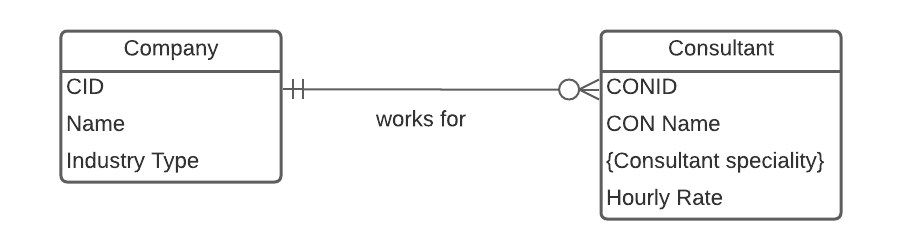 Company
CID
Name
Industry Type
works for
Consultant
CONID
CON Name
{Consultant speciality}
Hourly Rate